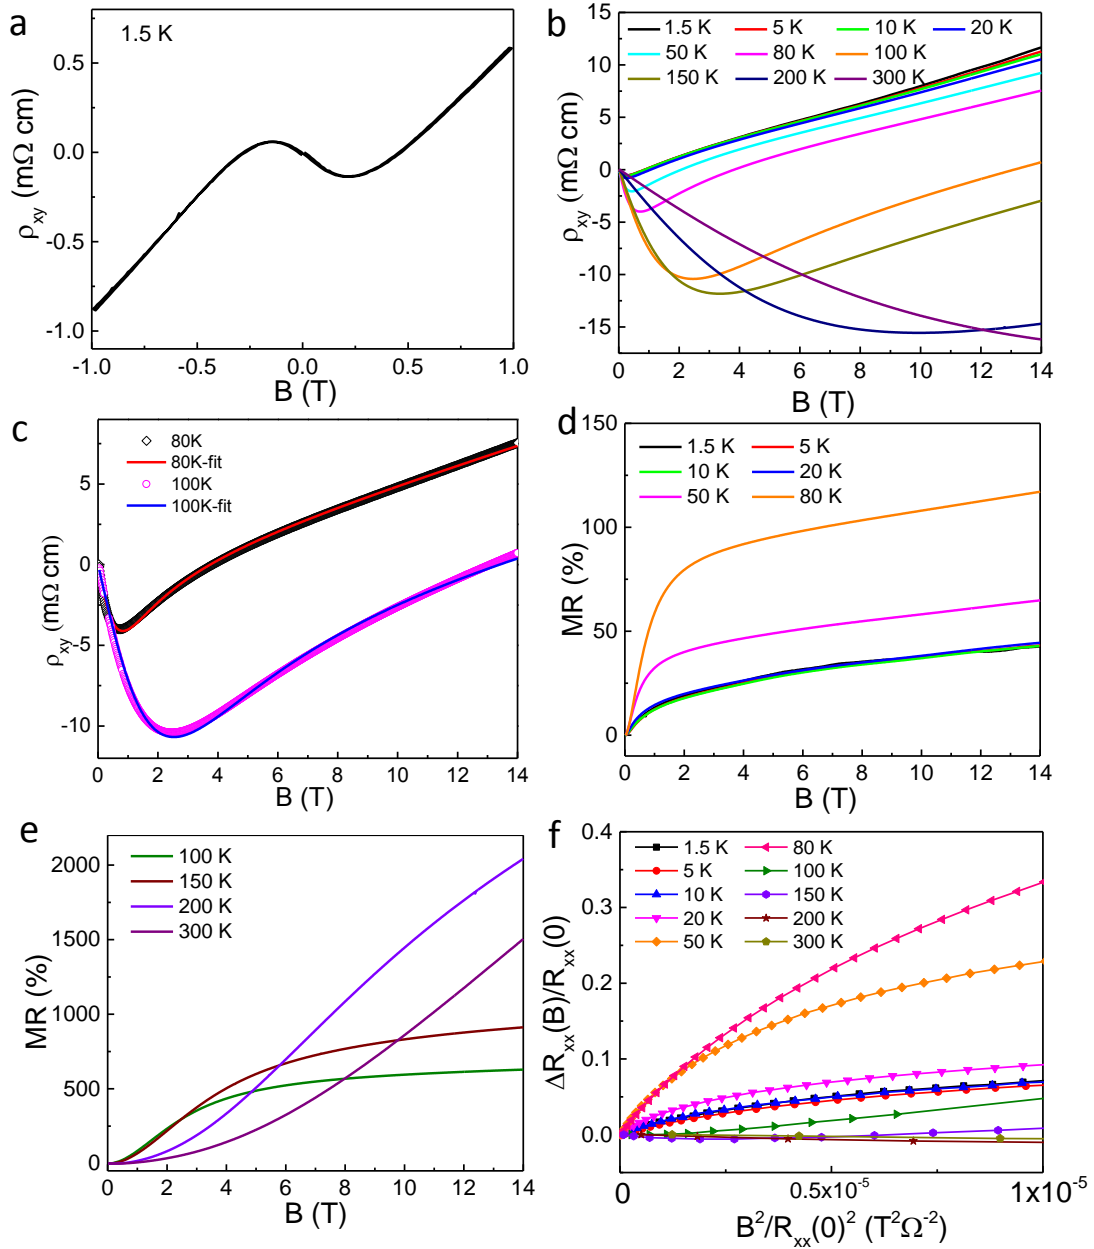 a
1.5 K
0.5
0.0
-0.5
-1.0
ρxy (mΩ cm)
-1.0 -0.5 0.0 0.5 1.0
B (T)
b
1.5 K 5 K 10 K 20 K
50 K 80 K 100 K
150 K 200 K 300 K
15
10
5
0
-5
-10
-15
ρxy (mΩ cm)
0 2 4 6 8 10 12 14
B (T)
c
80K
80K-fit
100K
100K-fit
5
0
-5
-10
ρxy (mΩ cm)
0 2 4 6 8 10 12 14
B (T)
d
1.5 K 5 K
10 K 20 K
50 K 80 K
150
100
50
0
MR (%)
0 2 4 6 8 10 12 14
B (T)
e
100 K
150 K
200 K
300 K
2000
1500
1000
500
0
MR (%)
0 2 4 6 8 10 12 14
B (T)
f
1.5 K 80 K
5 K 100 K
10 K 150 K
20 K 200 K
50 K 300 K
0.4
0.3
0.2
0.1
0.0
ΔRxx(B)/Rxx(0)
0 0.5x10⁻⁵ 1x10⁻⁵
B²/Rxx(0)² (T²Ω⁻²)